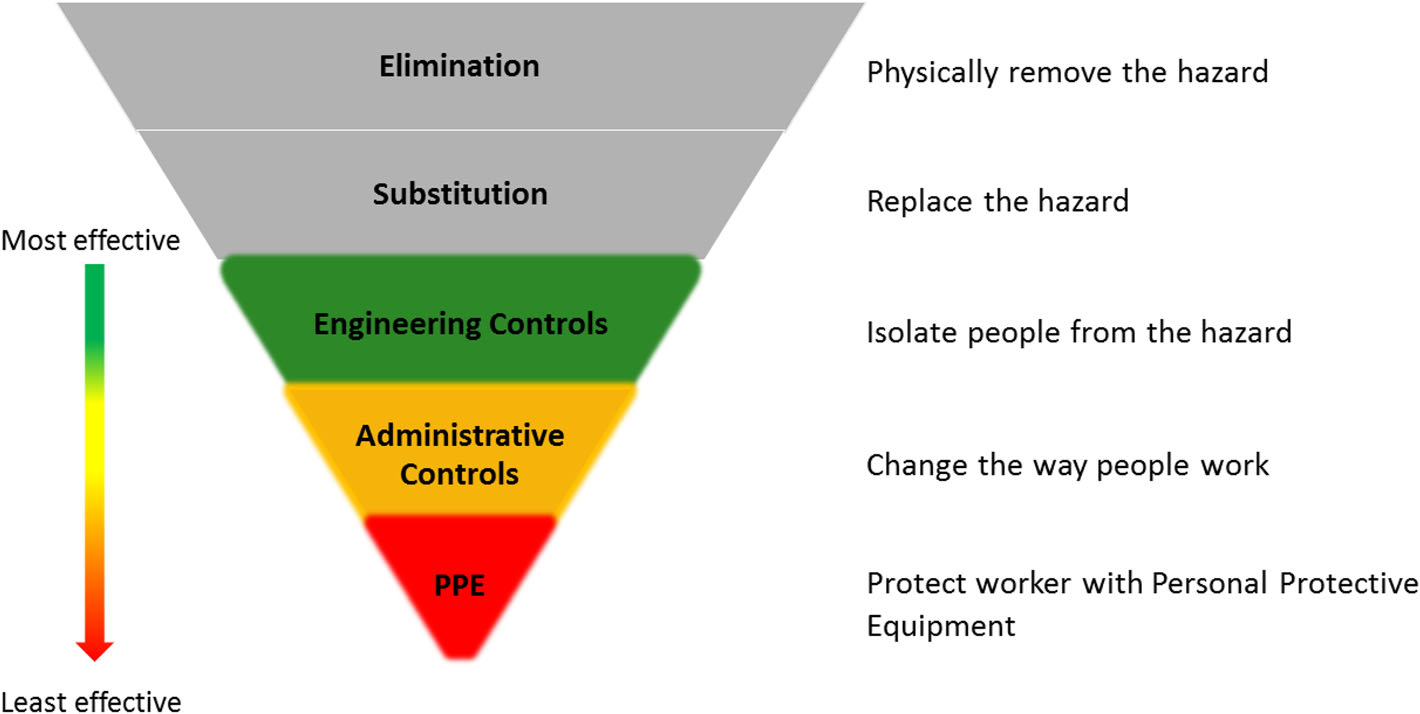 Elimination
Physically remove the hazard
Substitution
Replace the hazard
Most effective
Engineering Controls
Isolate people from the hazard
Administrative
Controls
Change the way people work
PPE
Protect worker with Personal Protective
Equipment
Least effective